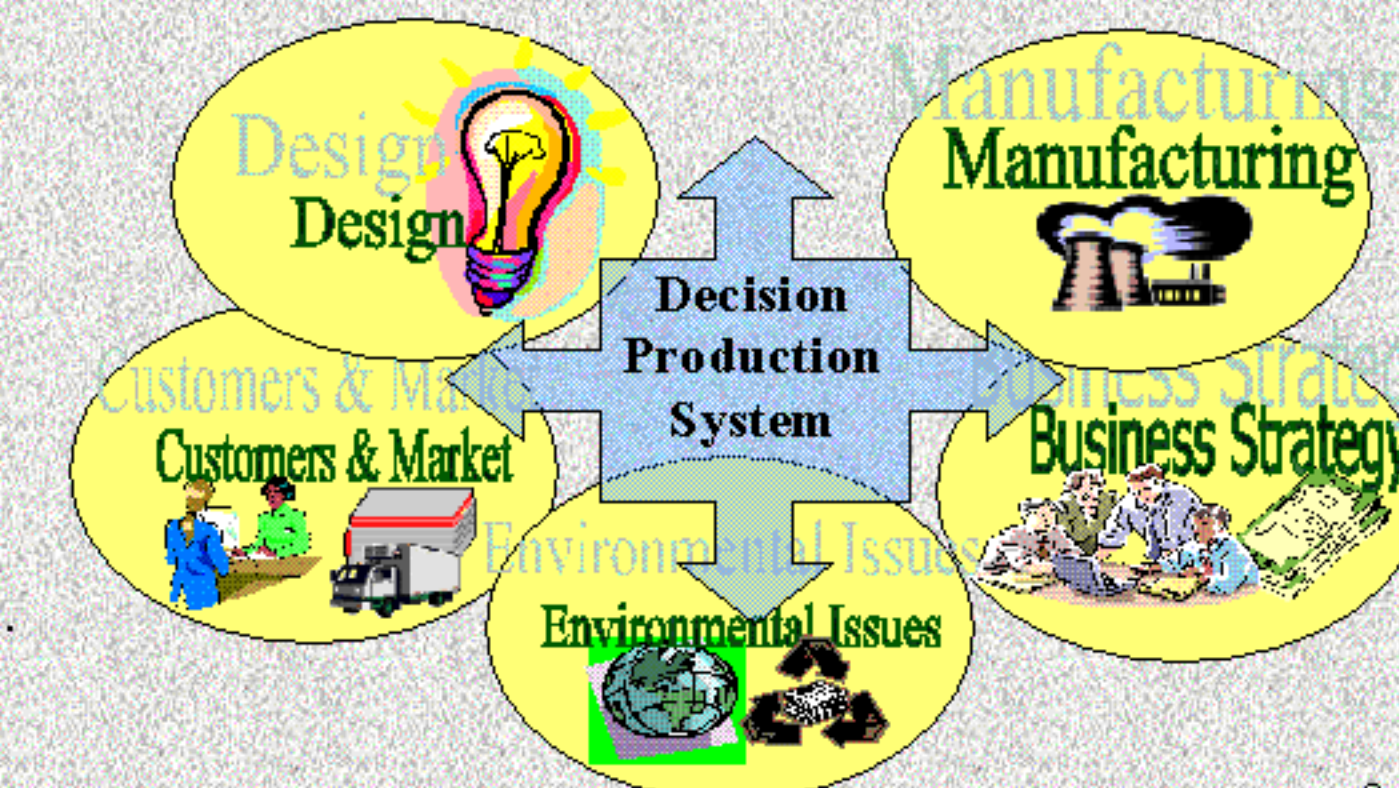 Design
Design
Manufacturing
Manufacturing
Decision
Production
System
Customers & Market
Customers & Market
Business Strategy
Business Strategy
Environmental Issues
Environmental Issues